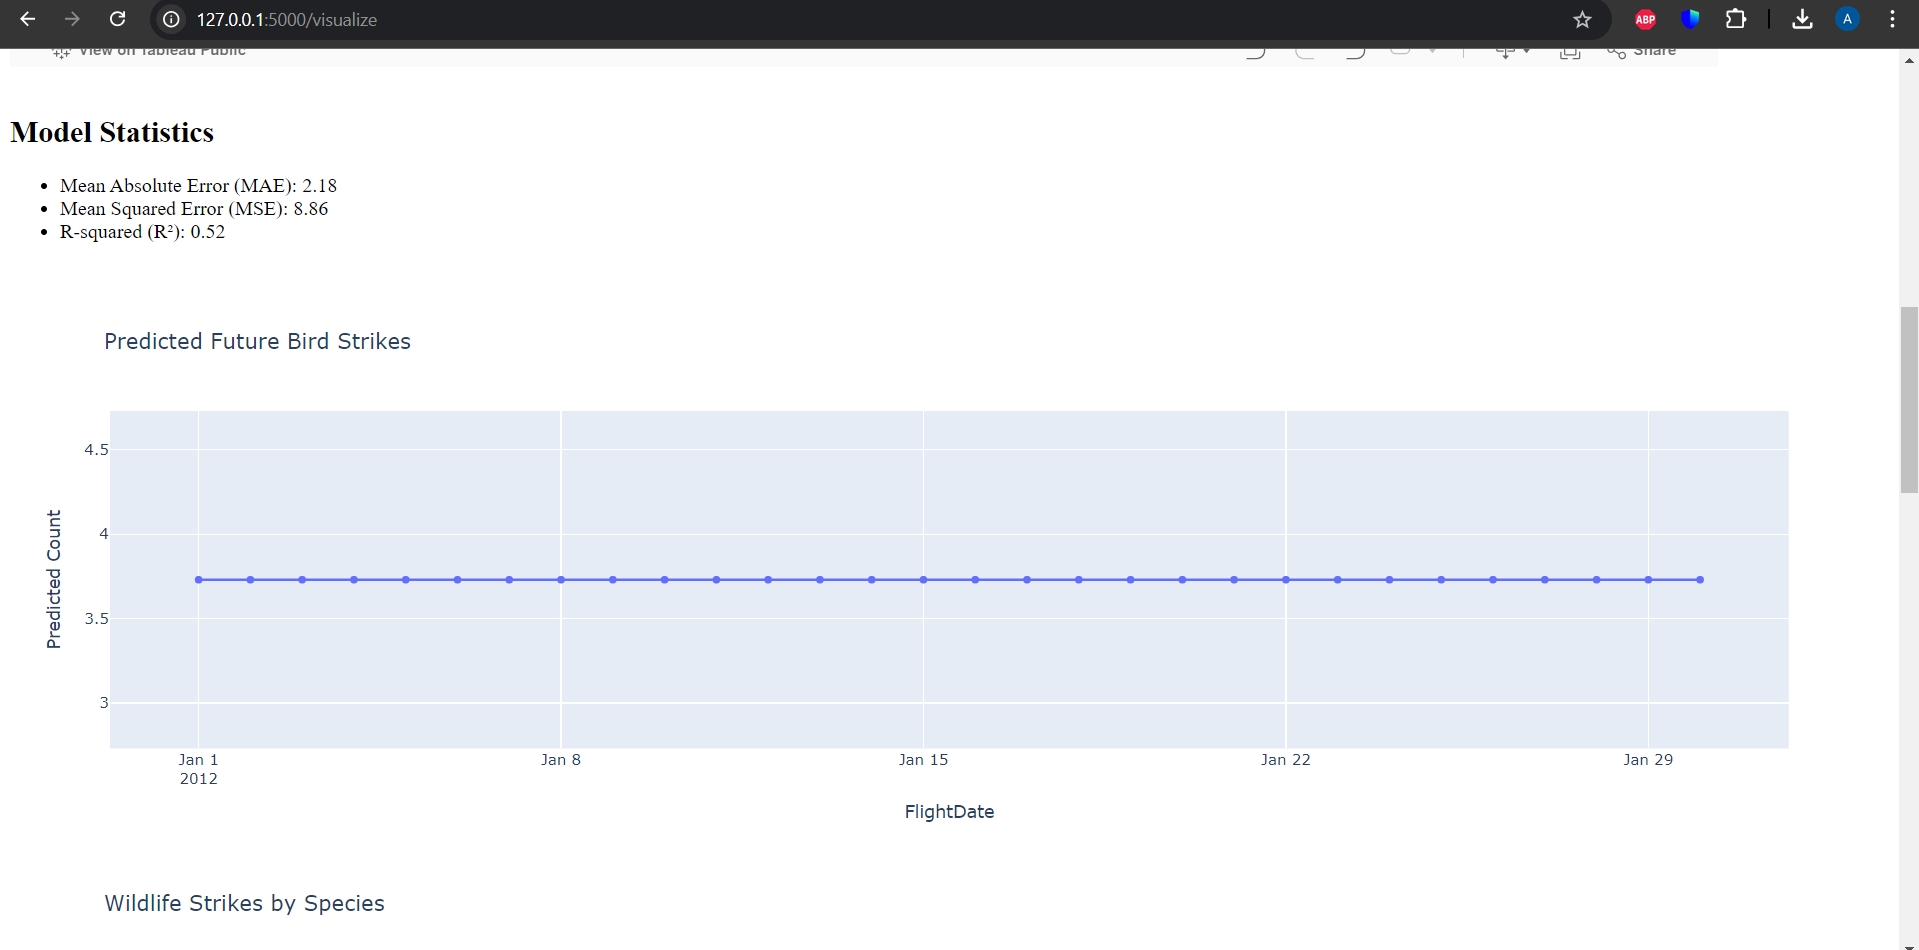 127.0.0.1:5000/visualize
ABP
A
View on Tableau Public
Share
Model Statistics
• Mean Absolute Error (MAE): 2.18
• Mean Squared Error (MSE): 8.86
• R-squared (R²): 0.52
Predicted Future Bird Strikes
4.5
4
3.5
3
Predicted Count
Jan 1 Jan 8 Jan 15 Jan 22 Jan 29
2012
FlightDate
Wildlife Strikes by Species